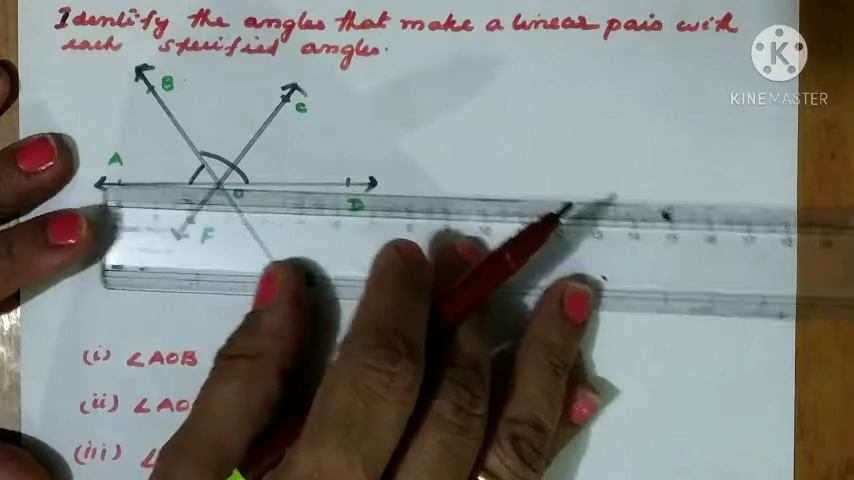 Identify the angles that make a linear pair with
each specified angles.
K
KINEMASTER
B
C
A
O
D
F
(i) ∠AOB
(ii) ∠AO
(iii) ∠